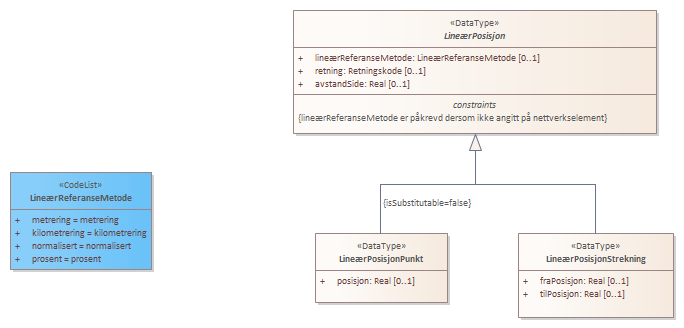 «DataType»
LineærPosisjon
+ lineærReferanseMetode: LineærReferanseMetode [0..1]
+ retning: Retningskode [0..1]
+ avstandSide: Real [0..1]
constraints
{lineærReferanseMetode er påkrevd dersom ikke angitt på nettverkselement}
«CodeList»
LineærReferanseMetode
+ metrering = metrering
+ kilometrering = kilometrering
+ normalisert = normalisert
+ prosent = prosent
{isSubstitutable=false}
«DataType»
LineærPosisjonPunkt
+ posisjon: Real [0..1]
«DataType»
LineærPosisjonStrekning
+ fraPosisjon: Real [0..1]
+ tilPosisjon: Real [0..1]